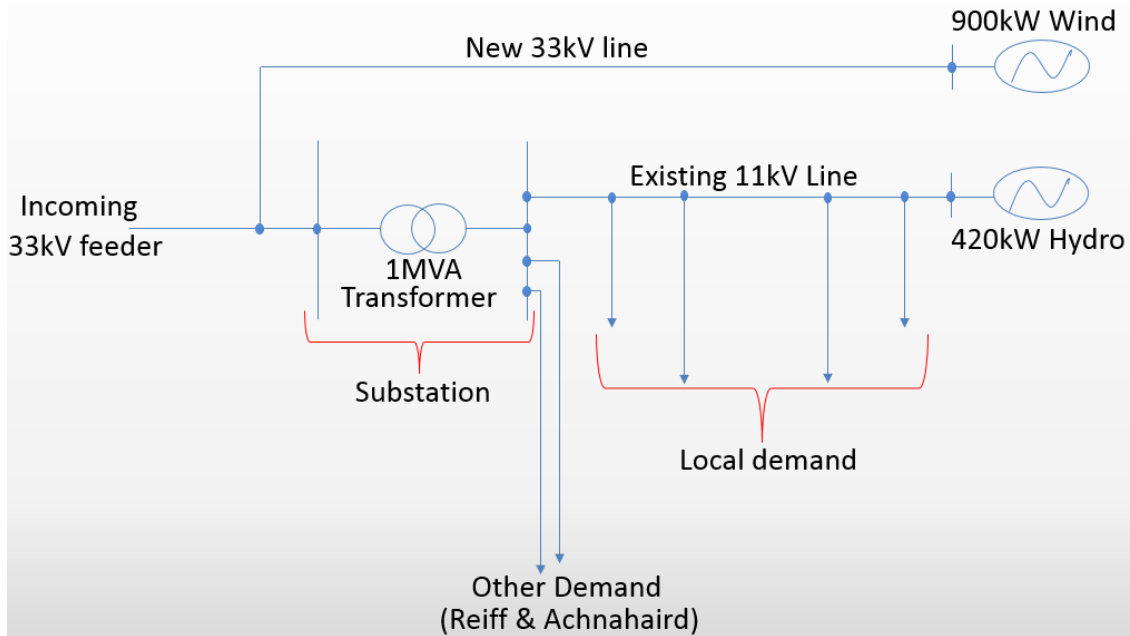 900kW Wind
New 33kV line
Existing 11kV Line
Incoming
33kV feeder
420kW Hydro
1MVA
Transformer
Substation
Local demand
Other Demand
(Reiff & Achnahaird)